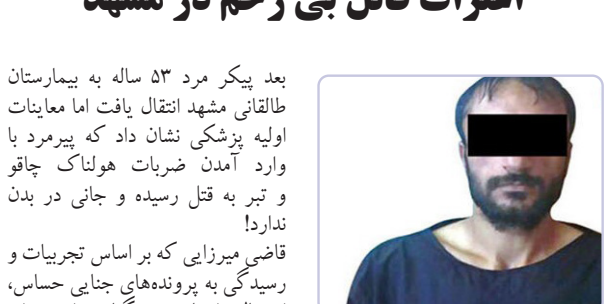 اعترافات قاتل بی رحم در مشهد
بعد پیکر مرد ۵۳ ساله به بیمارستان
طالقانی مشهد انتقال یافت اما معاینات
اولیه پزشکی نشان داد که پیرمرد با
وارد آمدن ضربات هولناک چاقو
و تبر به قتل رسیده و جانی در بدن
ندارد!
قاضی میرزایی که بر اساس تجربیات و
رسیدگی به پرونده‌های جنایی حساس،